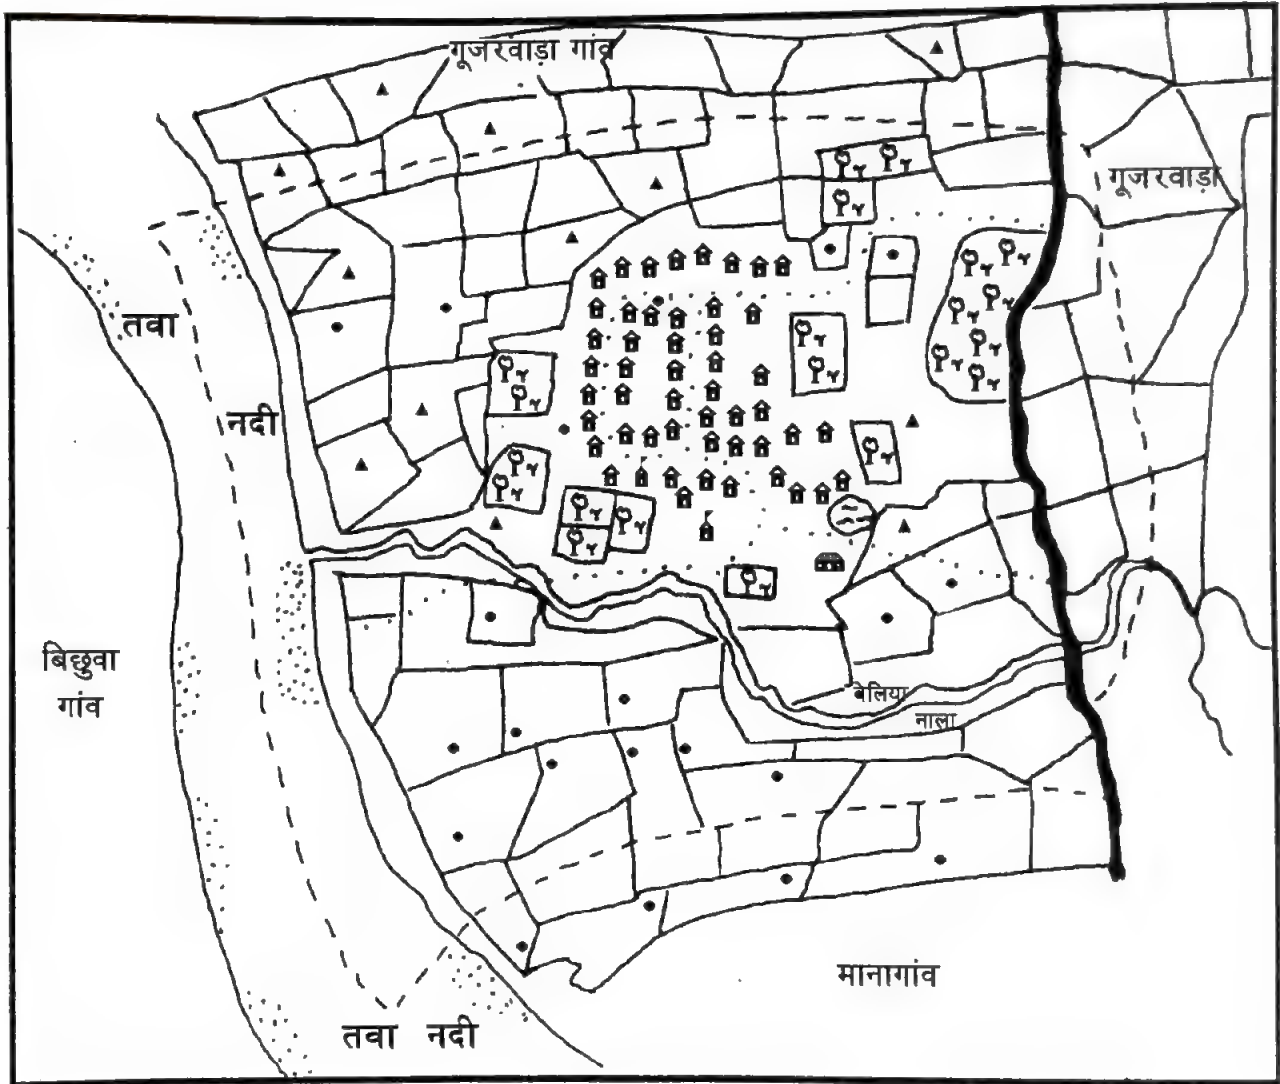 गूजरवाड़ा गांव
गूजरवाड़ा
तवा
नदी
बिछुवा
गांव
बेलिया
नाला
मानागांव
तवा नदी